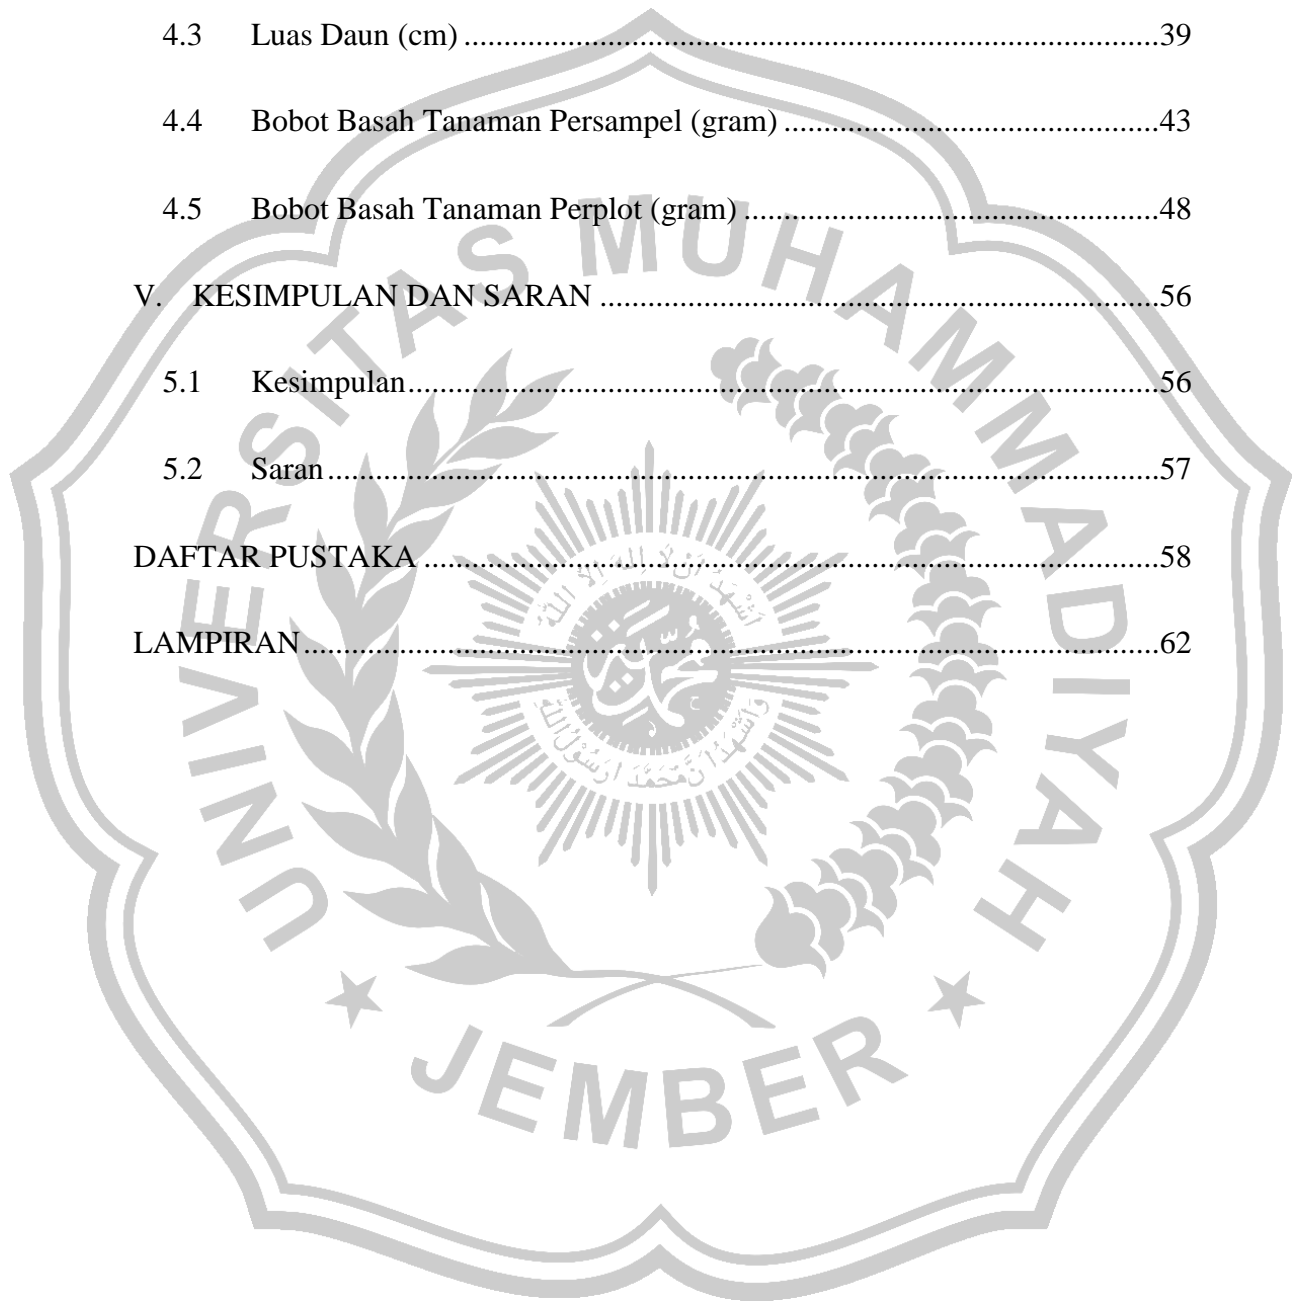 4.3 Luas Daun (cm) ....................................................................................39
4.4 Bobot Basah Tanaman Persampel (gram) ..............................................43
4.5 Bobot Basah Tanaman Perplot (gram) ...................................................48
V. KESIMPULAN DAN SARAN ....................................................................56
5.1 Kesimpulan...........................................................................................56
5.2 Saran.....................................................................................................57
DAFTAR PUSTAKA .........................................................................................58
LAMPIRAN........................................................................................................62
UNIVERSITAS MUHAMMADIYAH
JEMBER